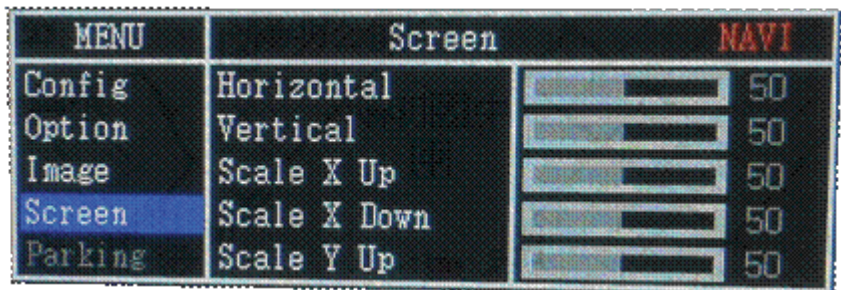 MENU Screen NAVI
Config Horizontal 50
Option Vertical 50
Image Scale X Up 50
Screen Scale X Down 50
Parking Scale Y Up 50